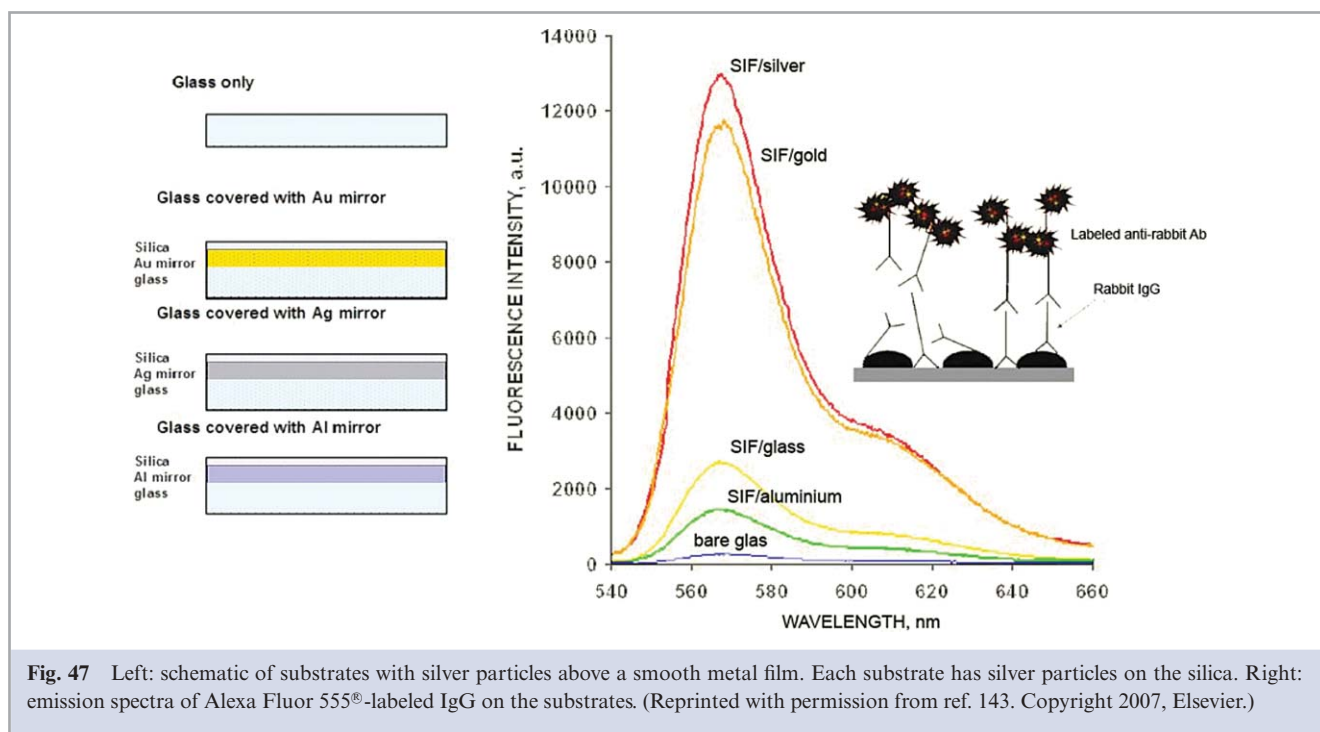 Glass only
Glass covered with Au mirror
Silica
Au mirror
glass
Glass covered with Ag mirror
Silica
Ag mirror
glass
Glass covered with Al mirror
Silica
Al mirror
glass
FLUORESCENCE INTENSITY, a.u.
14000
12000
10000
8000
6000
4000
2000
0
SIF/silver
SIF/gold
SIF/glass
SIF/aluminium
bare glas
Labeled anti-rabbit Ab
Rabbit IgG
540 560 580 600 620 640 660
WAVELENGTH, nm
Fig. 47 Left: schematic of substrates with silver particles above a smooth metal film. Each substrate has silver particles on the silica. Right:
emission spectra of Alexa Fluor 555®-labeled IgG on the substrates. (Reprinted with permission from ref. 143. Copyright 2007, Elsevier.)